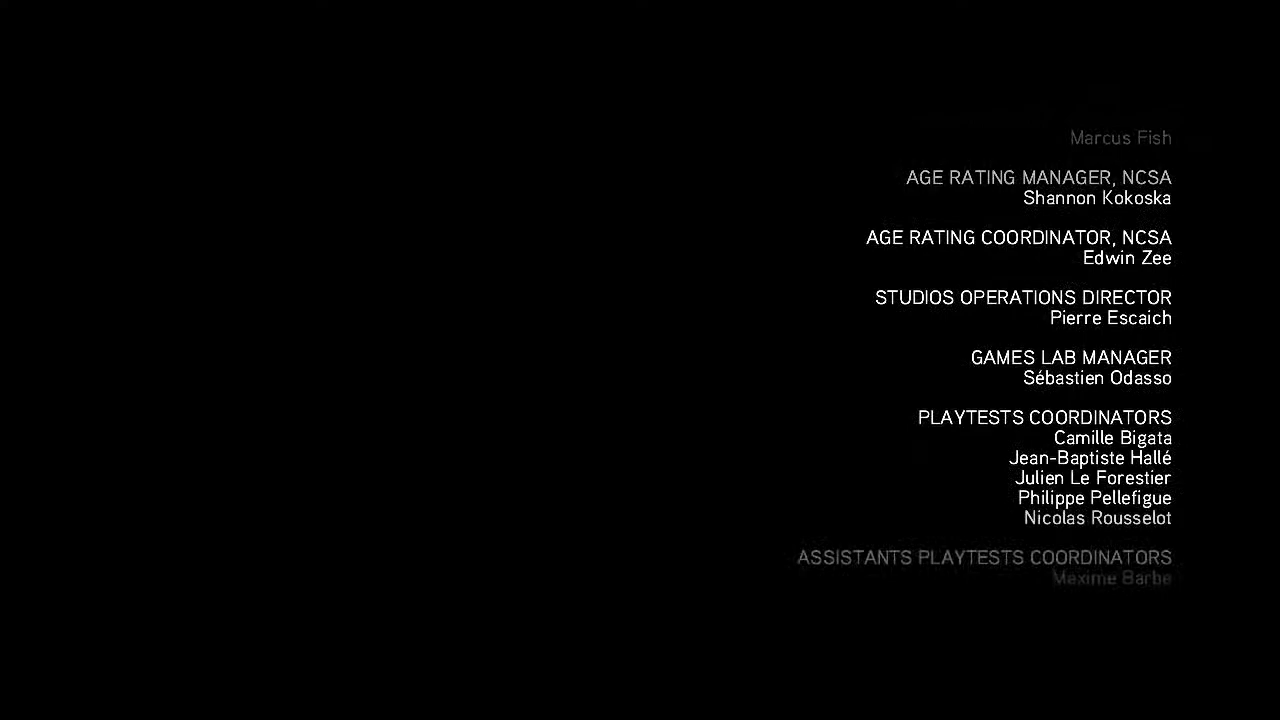 Marcus Fish
AGE RATING MANAGER, NCSA
Shannon Kokoska
AGE RATING COORDINATOR, NCSA
Edwin Zee
STUDIOS OPERATIONS DIRECTOR
Pierre Escaich
GAMES LAB MANAGER
Sébastien Odasso
PLAYTESTS COORDINATORS
Camille Bigata
Jean-Baptiste Hallé
Julien Le Forestier
Philippe Pellefigue
Nicolas Rousselot
ASSISTANTS PLAYTESTS COORDINATORS
Maxime Barbe